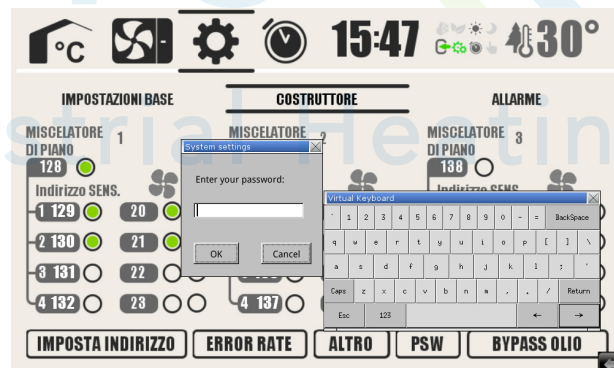 °C
15:47
30°
IMPOSTAZIONI BASE
COSTRUTTORE
ALLARME
MISCELATORE 1
DI PIANO
128
Indirizzo SENS.
1 129
20
2 130
21
3 131
22
4 132
23
MISCELATORE 2
4 137
MISCELATORE 3
DI PIANO
138
Indirizzo SENS.
System settings
Enter your password:
OK Cancel
Virtual Keyboard
` 1 2 3 4 5 6 7 8 9 0 - = BackSpace
q w e r t y u i o p [ ] \
a s d f g h j k l ; '
Caps z x c v b n m , . / Return
Esc 123 ← →
IMPOSTA INDIRIZZO
ERROR RATE
ALTRO
PSW
BYPASS OLIO